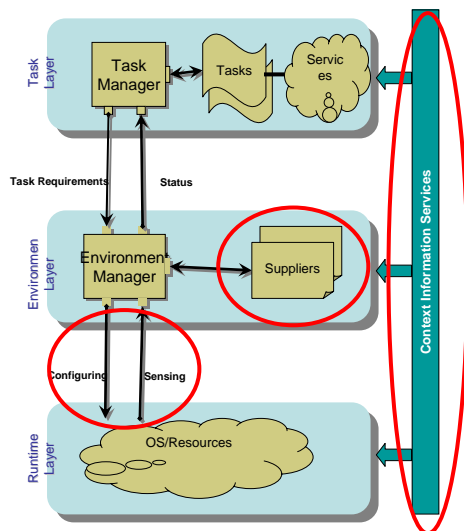 Task
Layer
Task
Manager
Tasks
Servic
es
Task Requirements
Status
Environmen
Layer
Environment
Manager
Suppliers
Configuring
Sensing
Runtime
Layer
OS/Resources
Context Information Services